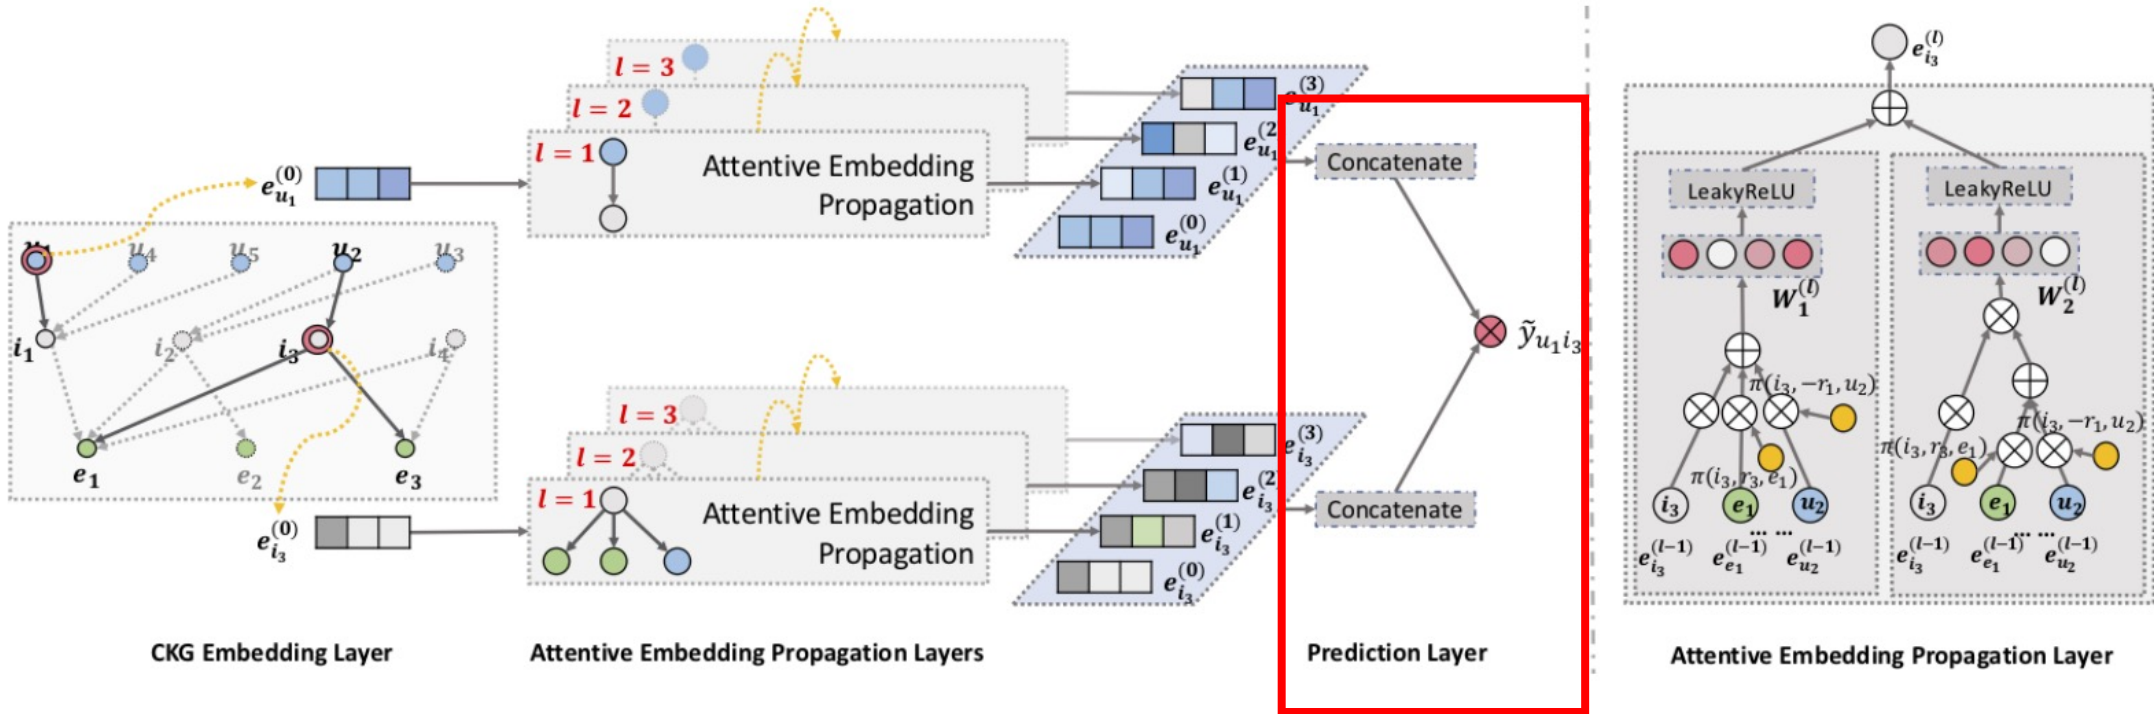 l = 3
l = 2
l = 1
Attentive Embedding
Propagation
e_{u_1}^{(0)}
e_{u_1}^{(3)}
e_{u_1}^{(2)}
e_{u_1}^{(1)}
e_{u_1}^{(0)}
u_1 u_4 u_5 u_2 u_3
i_1 i_2 i_3 i_4
e_1 e_2 e_3
e_{i_3}^{(0)}
l = 3
l = 2
l = 1
Attentive Embedding
Propagation
e_{i_3}^{(3)}
e_{i_3}^{(2)}
e_{i_3}^{(1)}
e_{i_3}^{(0)}
Concatenate
ỹ_{u_1 i_3}
Concatenate
CKG Embedding Layer
Attentive Embedding Propagation Layers
Prediction Layer
e_{i_3}^{(l)}
LeakyReLU
W_1^{(l)}
π(i_3, −r_1, u_2)
π(i_3, r_3, e_1)
i_3 e_1 u_2
... ...
e_{i_3}^{(l−1)} e_{e_1}^{(l−1)} e_{u_2}^{(l−1)}
LeakyReLU
W_2^{(l)}
π(i_3, −r_1, u_2)
π(i_3, r_3, e_1)
i_3 e_1 u_2
... ...
e_{i_3}^{(l−1)} e_{e_1}^{(l−1)} e_{u_2}^{(l−1)}
Attentive Embedding Propagation Layer